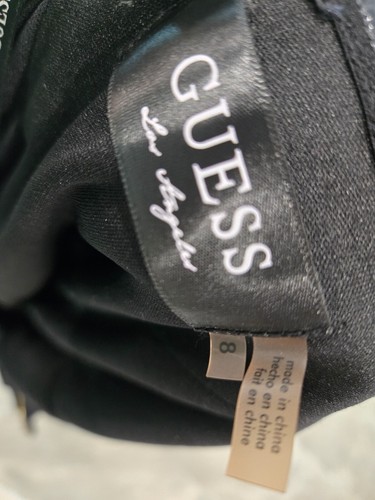 GUESS
Los Angeles
8
made in china
hecho en china
fait en chine